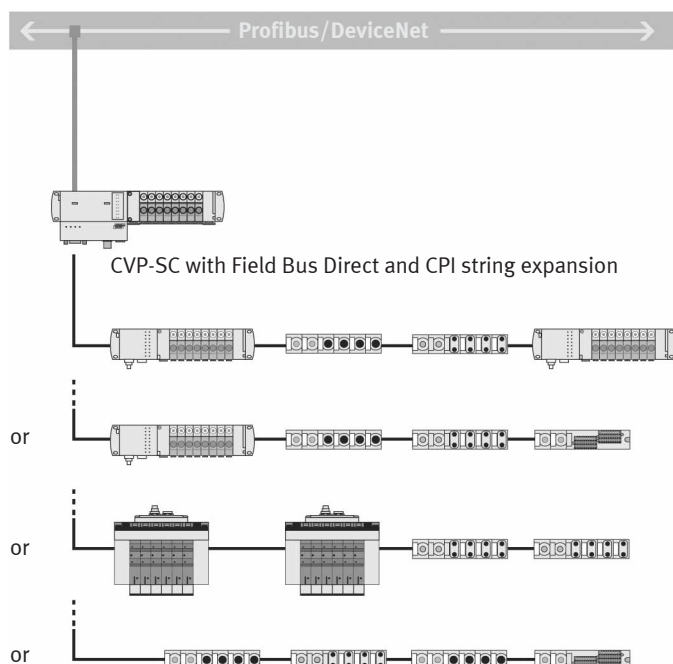 Profibus/DeviceNet
CVP-SC with Field Bus Direct and CPI string expansion
or
or
or